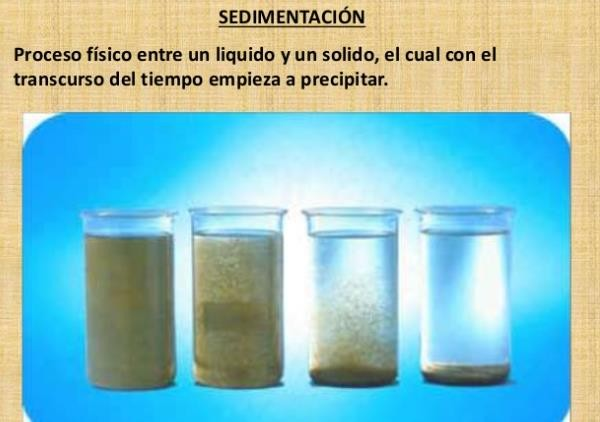 SEDIMENTACIÓN
Proceso físico entre un liquido y un solido, el cual con el
transcurso del tiempo empieza a precipitar.